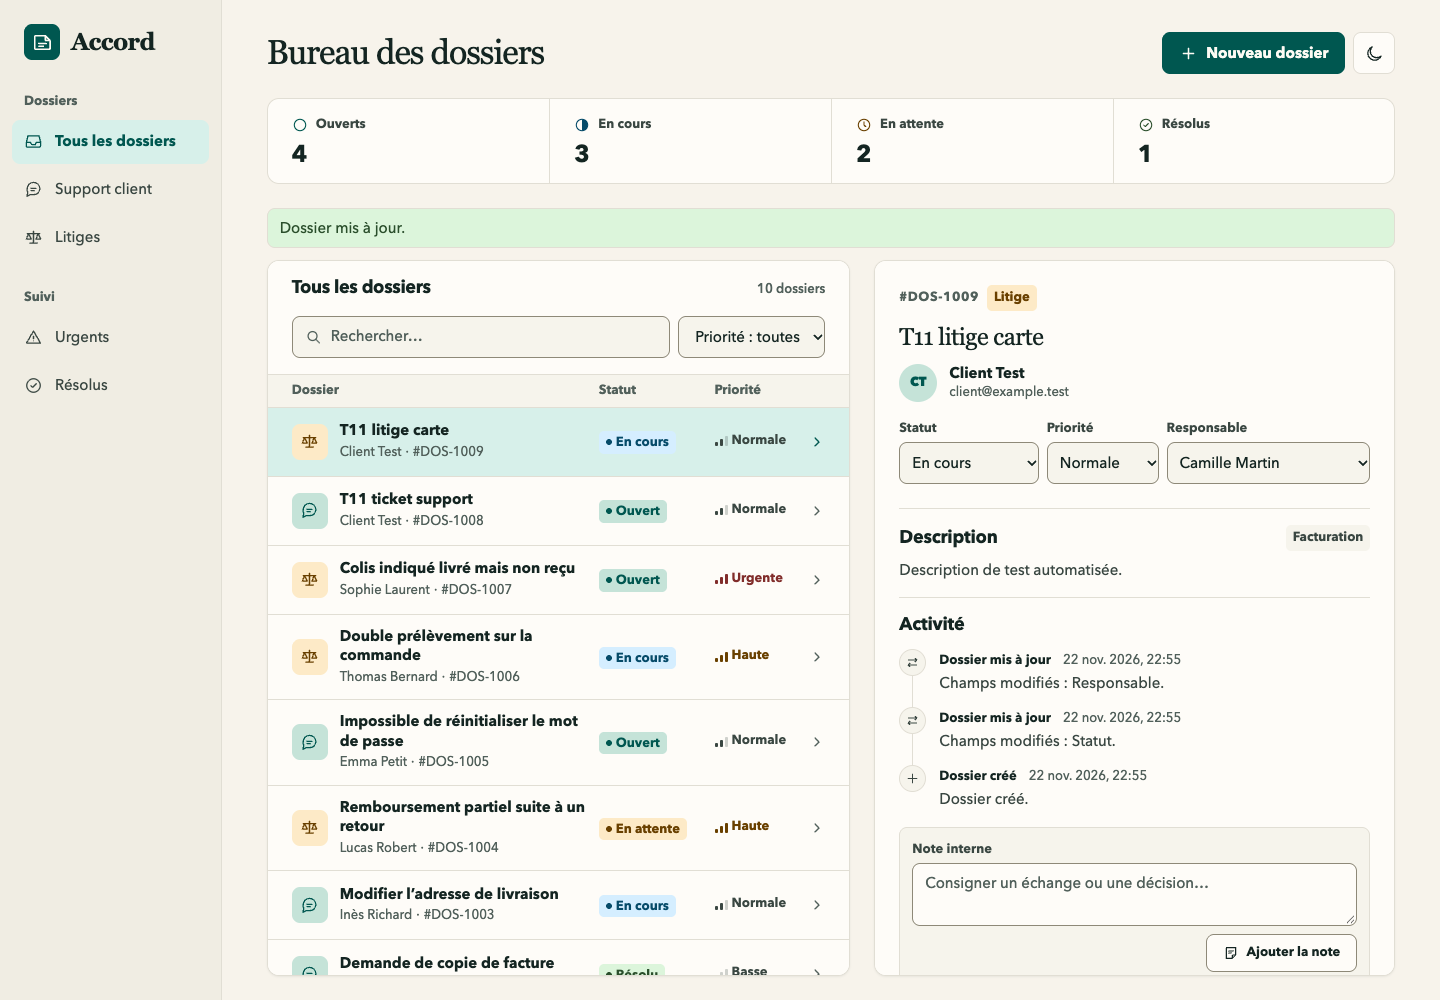 Accord
Dossiers
Tous les dossiers
Support client
Litiges
Suivi
Urgents
Résolus
Bureau des dossiers
Nouveau dossier
Ouverts
4
En cours
3
En attente
2
Résolus
1
Dossier mis à jour.
Tous les dossiers
10 dossiers
Rechercher...
Priorité : toutes
Dossier Statut Priorité
T11 litige carte
Client Test · #DOS-1009
En cours
Normale
T11 ticket support
Client Test · #DOS-1008
Ouvert
Normale
Colis indiqué livré mais non reçu
Sophie Laurent · #DOS-1007
Ouvert
Urgente
Double prélèvement sur la
commande
Thomas Bernard · #DOS-1006
En cours
Haute
Impossible de réinitialiser le mot
de passe
Emma Petit · #DOS-1005
Ouvert
Normale
Remboursement partiel suite à un
retour
Lucas Robert · #DOS-1004
En attente
Haute
Modifier l’adresse de livraison
Inès Richard · #DOS-1003
En cours
Normale
Demande de copie de facture
Résolu
Basse
#DOS-1009 Litige
T11 litige carte
CT
Client Test
client@example.test
Statut Priorité Responsable
En cours Normale Camille Martin
Description
Facturation
Description de test automatisée.
Activité
Dossier mis à jour 22 nov. 2026, 22:55
Champs modifiés : Responsable.
Dossier mis à jour 22 nov. 2026, 22:55
Champs modifiés : Statut.
Dossier créé 22 nov. 2026, 22:55
Dossier créé.
Note interne
Consigner un échange ou une décision...
Ajouter la note